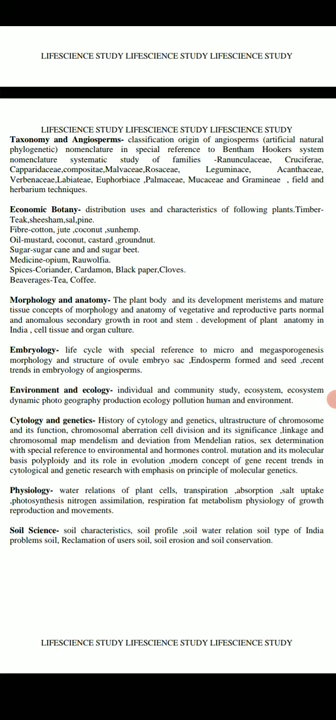 LIFESCIENCE STUDY LIFESCIENCE STUDY LIFESCIENCE STUDY
LIFESCIENCE STUDY LIFESCIENCE STUDY LIFESCIENCE STUDY
Taxonomy and Angiosperms- classification origin of angiosperms (artificial natural
phylogenetic) nomenclature in special reference to Bentham Hookers system
nomenclature systematic study of families -Ranunculaceae, Cruciferae,
Capparidaceae,compositae,Malvaceae,Rosaceae, Leguminace, Acanthaceae,
Verbenaceae,Labiateae, Euphorbiace ,Palmaceae, Mucaceae and Gramineae , field and
herbarium techniques.
Economic Botany- distribution uses and characteristics of following plants.Timber-
Teak,sheesham,sal,pine.
Fibre-cotton, jute ,coconut ,sunhemp.
Oil-mustard, coconut, castard ,groundnut.
Sugar-sugar cane and and sugar beet.
Medicine-opium, Rauwolfia.
Spices-Coriander, Cardamon, Black paper,Cloves.
Beaverages-Tea, Coffee.
Morphology and anatomy- The plant body and its development meristems and mature
tissue concepts of morphology and anatomy of vegetative and reproductive parts normal
and anomalous secondary growth in root and stem . development of plant anatomy in
India , cell tissue and organ culture.
Embryology- life cycle with special reference to micro and megasporogenesis
morphology and structure of ovule embryo sac ,Endosperm formed and seed ,recent
trends in embryology of angiosperms.
Environment and ecology- individual and community study, ecosystem, ecosystem
dynamic photo geography production ecology pollution human and environment.
Cytology and genetics- History of cytology and genetics, ultrastructure of chromosome
and its function, chromosomal aberration cell division and its significance ,linkage and
chromosomal map mendelism and deviation from Mendelian ratios, sex determination
with special reference to environmental and hormones control. mutation and its molecular
basis polyploidy and its role in evolution ,modern concept of gene recent trends in
cytological and genetic research with emphasis on principle of molecular genetics.
Physiology- water relations of plant cells, transpiration ,absorption ,salt uptake
,photosynthesis nitrogen assimilation, respiration fat metabolism physiology of growth
reproduction and movements.
Soil Science- soil characteristics, soil profile ,soil water relation soil type of India
problems soil, Reclamation of users soil, soil erosion and soil conservation.
LIFESCIENCE STUDY LIFESCIENCE STUDY LIFESCIENCE STUDY